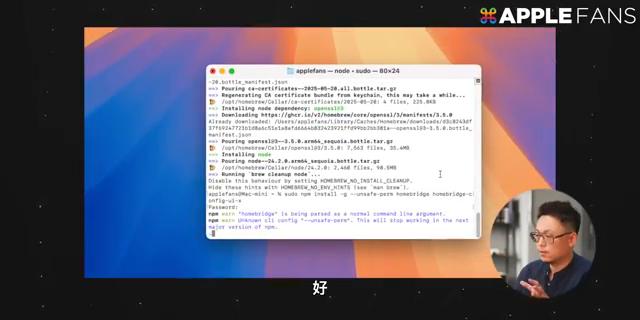 APPLEFANS
applefans — node • sudo — 80×24
-20.bottle_manifest.json
==> Pouring ca-certificates--2025-05-20.all.bottle.tar.gz
==> Regenerating CA certificate bundle from keychain, this may take a while...
/opt/homebrew/Cellar/ca-certificates/2025-05-20: 4 files, 225.8KB
==> Installing node dependency: openssl@3
==> Downloading https://ghcr.io/v2/homebrew/core/openssl/3/manifests/3.5.0
Already downloaded: /Users/applefans/Library/Caches/Homebrew/downloads/
manifest.json
==> Pouring openssl@3--3.5.0.arm64_sequoia.bottle.tar.gz
/opt/homebrew/Cellar/openssl@3/3.5.0: 7,563 files, 35.4MB
==> Installing node
==> Pouring node--24.2.0.arm64_sequoia.bottle.tar.gz
/opt/homebrew/Cellar/node/24.2.0: 2,460 files, 98.5MB
==> Running `brew cleanup node`...
Disable this behaviour by setting HOMEBREW_NO_INSTALL_CLEANUP.
Hide these hints with HOMEBREW_NO_ENV_HINTS (see `man brew`).
applefans@Mac-mini ~ % sudo npm install -g --unsafe-perm homebridge homebridge-c
onfig-ui-x
Password:
npm warn "homebridge" is being parsed as a normal command line argument.
npm warn Unknown cli config "--unsafe-perm". This will stop working in the next
major version of npm.
好